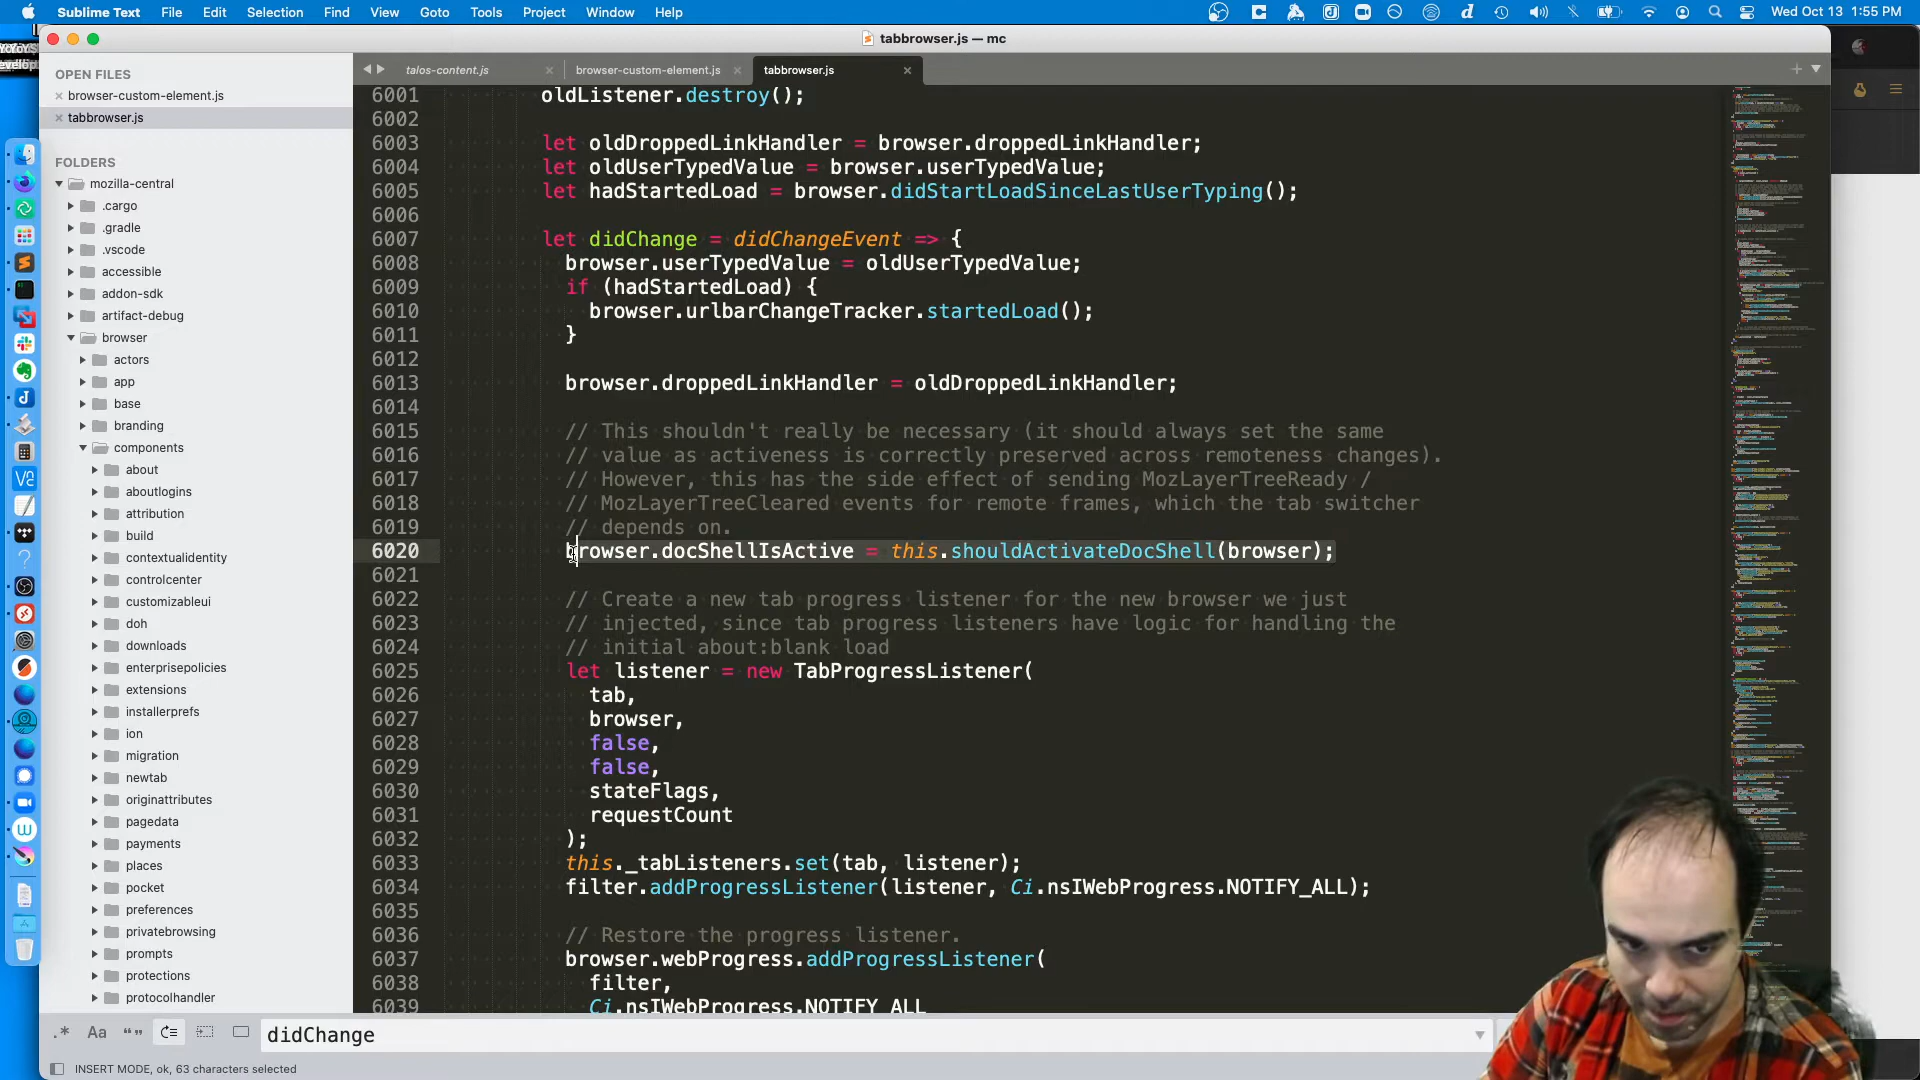 Sublime Text File Edit Selection Find View Goto Tools Project Window Help
Wed Oct 13 1:55 PM
tabbrowser.js — mc
OPEN FILES
browser-custom-element.js
tabbrowser.js
FOLDERS
mozilla-central
.cargo
.gradle
.vscode
accessible
addon-sdk
artifact-debug
browser
actors
app
base
branding
components
about
aboutlogins
attribution
build
contextualidentity
controlcenter
customizableui
doh
downloads
enterprisepolicies
extensions
installerprefs
ion
migration
newtab
originattributes
pagedata
payments
places
pocket
preferences
privatebrowsing
prompts
protections
protocolhandler
talos-content.js browser-custom-element.js tabbrowser.js
6001 oldListener.destroy();
6002
6003 let oldDroppedLinkHandler = browser.droppedLinkHandler;
6004 let oldUserTypedValue = browser.userTypedValue;
6005 let hadStartedLoad = browser.didStartLoadSinceLastUserTyping();
6006
6007 let didChange = didChangeEvent => {
6008 browser.userTypedValue = oldUserTypedValue;
6009 if (hadStartedLoad) {
6010 browser.urlbarChangeTracker.startedLoad();
6011 }
6012
6013 browser.droppedLinkHandler = oldDroppedLinkHandler;
6014
6015 // This shouldn't really be necessary (it should always set the same
6016 // value as activeness is correctly preserved across remoteness changes).
6017 // However, this has the side effect of sending MozLayerTreeReady /
6018 // MozLayerTreeCleared events for remote frames, which the tab switcher
6019 // depends on.
6020 browser.docShellIsActive = this.shouldActivateDocShell(browser);
6021
6022 // Create a new tab progress listener for the new browser we just
6023 // injected, since tab progress listeners have logic for handling the
6024 // initial about:blank load
6025 let listener = new TabProgressListener(
6026 tab,
6027 browser,
6028 false,
6029 false,
6030 stateFlags,
6031 requestCount
6032 );
6033 this._tabListeners.set(tab, listener);
6034 filter.addProgressListener(listener, Ci.nsIWebProgress.NOTIFY_ALL);
6035
6036 // Restore the progress listener.
6037 browser.webProgress.addProgressListener(
6038 filter,
6039 Ci.nsIWebProgress.NOTIFY_ALL
.* Aa “” didChange
INSERT MODE, ok, 63 characters selected